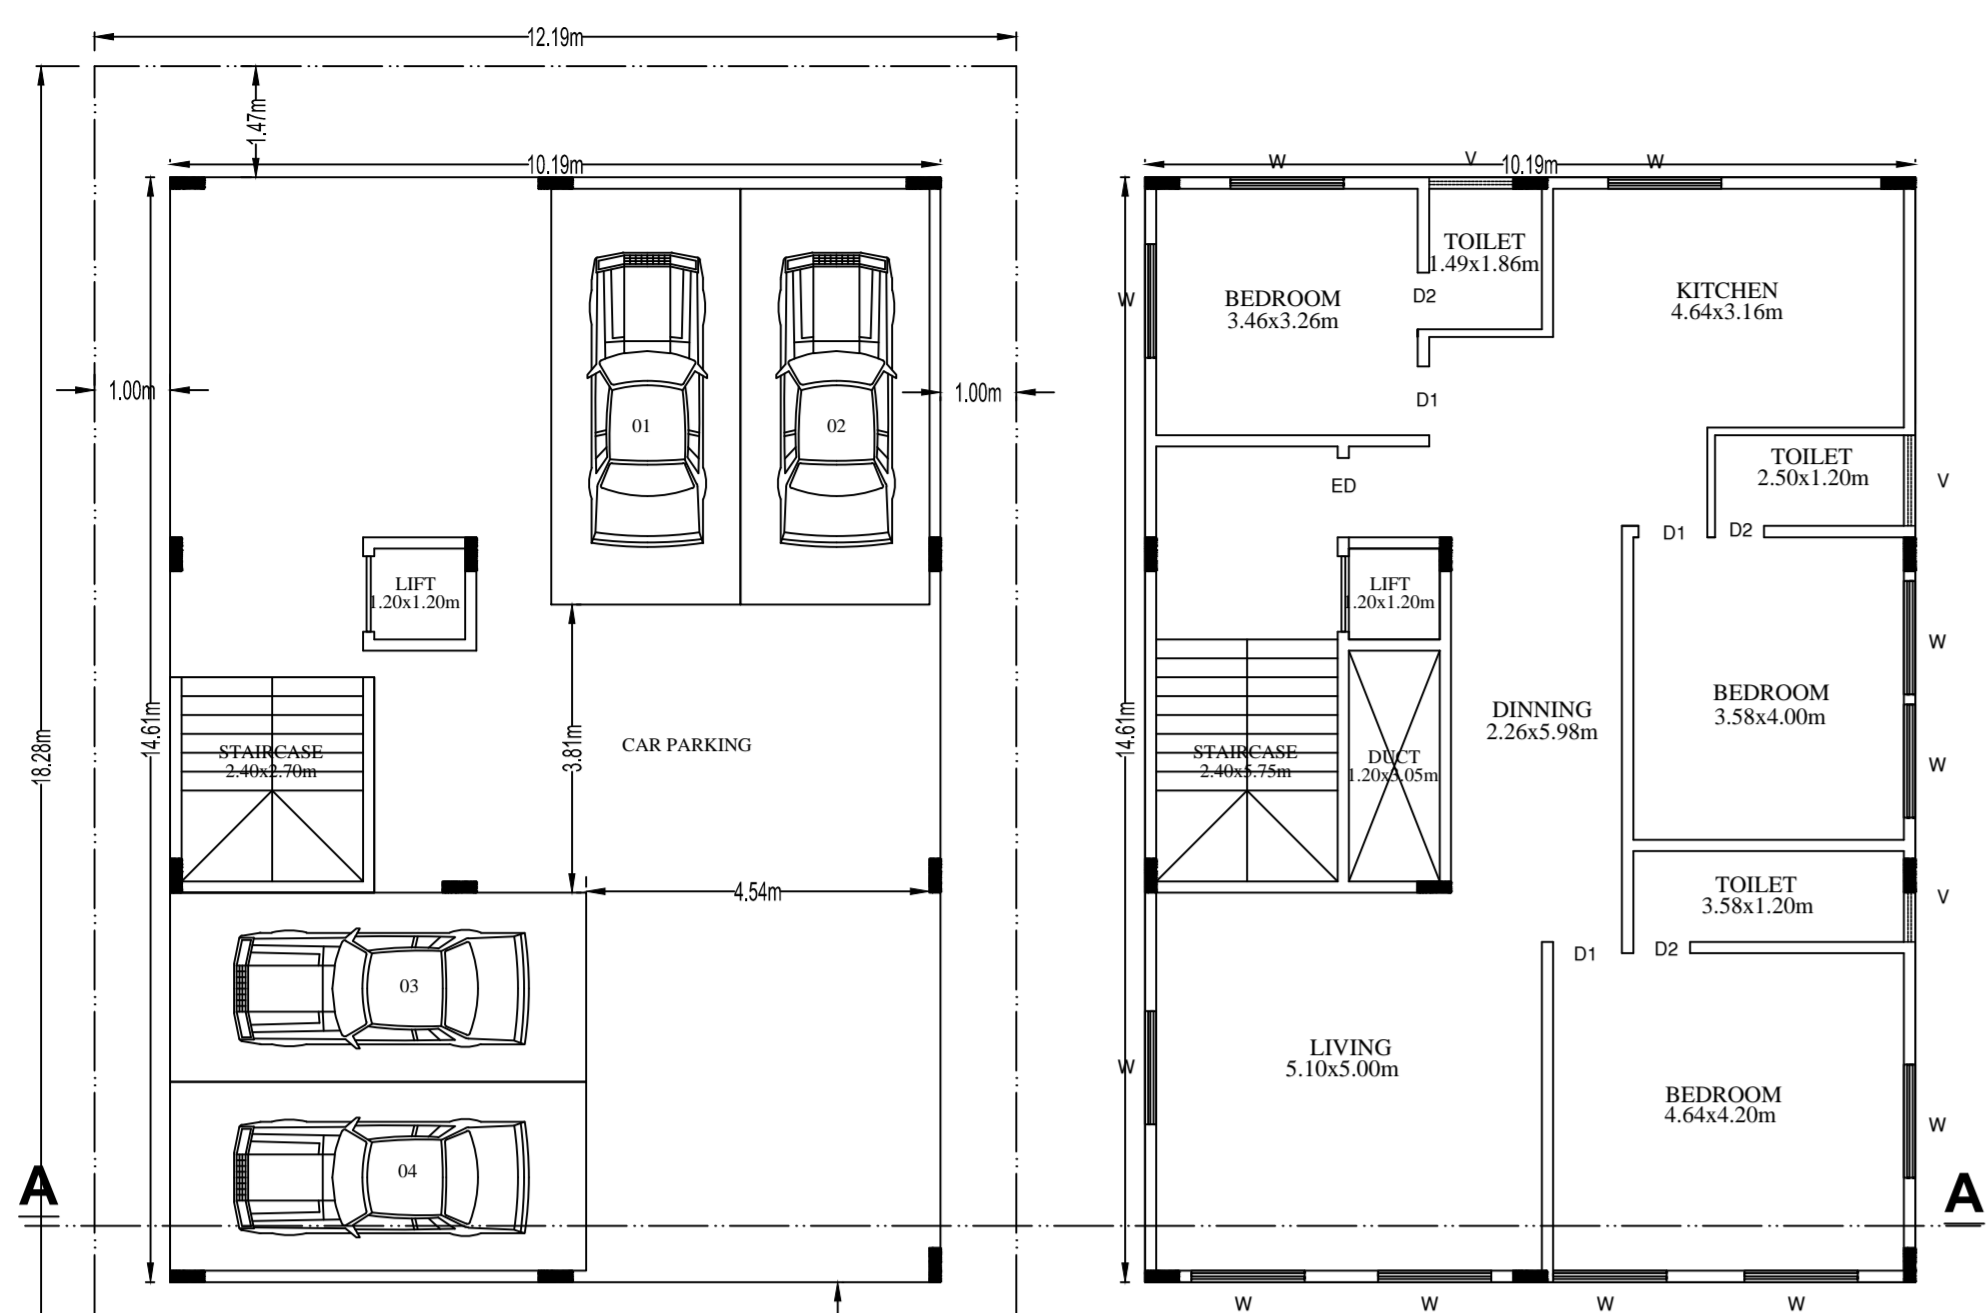 12.19m
1.47m
10.19m
1.00m
1.00m
18.28m
14.61m
01
02
LIFT
1.20x1.20m
STAIRCASE
2.40x2.70m
3.81m
CAR PARKING
4.54m
03
04
A
W
V
10.19m
W
W
14.61m
BEDROOM
3.46x3.26m
TOILET
1.49x1.86m
D2
KITCHEN
4.64x3.16m
D1
ED
TOILET
2.50x1.20m
V
D1
D2
LIFT
1.20x1.20m
W
STAIRCASE
2.40x5.75m
DUCT
1.20x3.05m
DINNING
2.26x5.98m
BEDROOM
3.58x4.00m
W
TOILET
3.58x1.20m
V
D1
D2
W
LIVING
5.10x5.00m
BEDROOM
4.64x4.20m
W
A
W
W
W
W